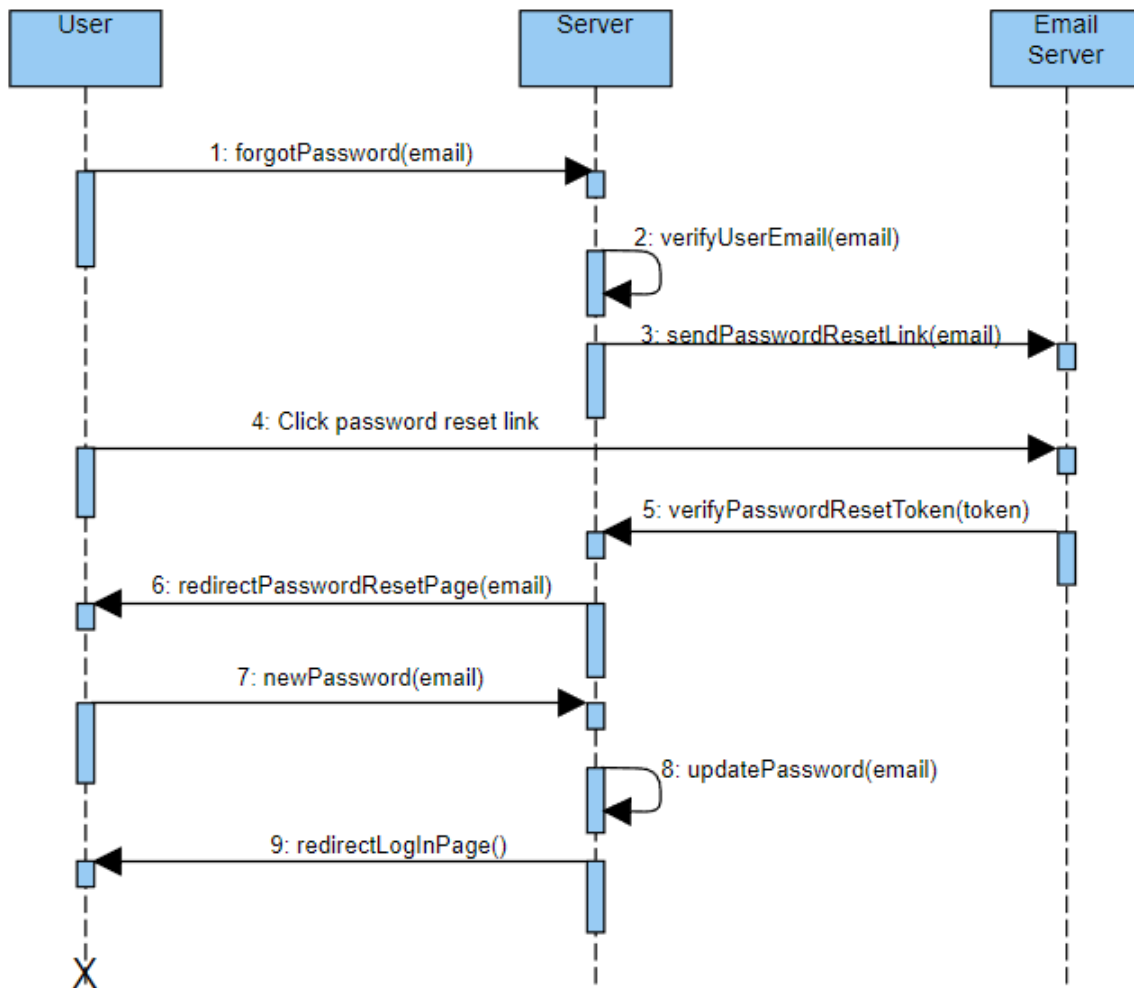 User
Server
Email
Server
1: forgotPassword(email)
2: verifyUserEmail(email)
3: sendPasswordResetLink(email)
4: Click password reset link
5: verifyPasswordResetToken(token)
6: redirectPasswordResetPage(email)
7: newPassword(email)
8: updatePassword(email)
9: redirectLogInPage()
X